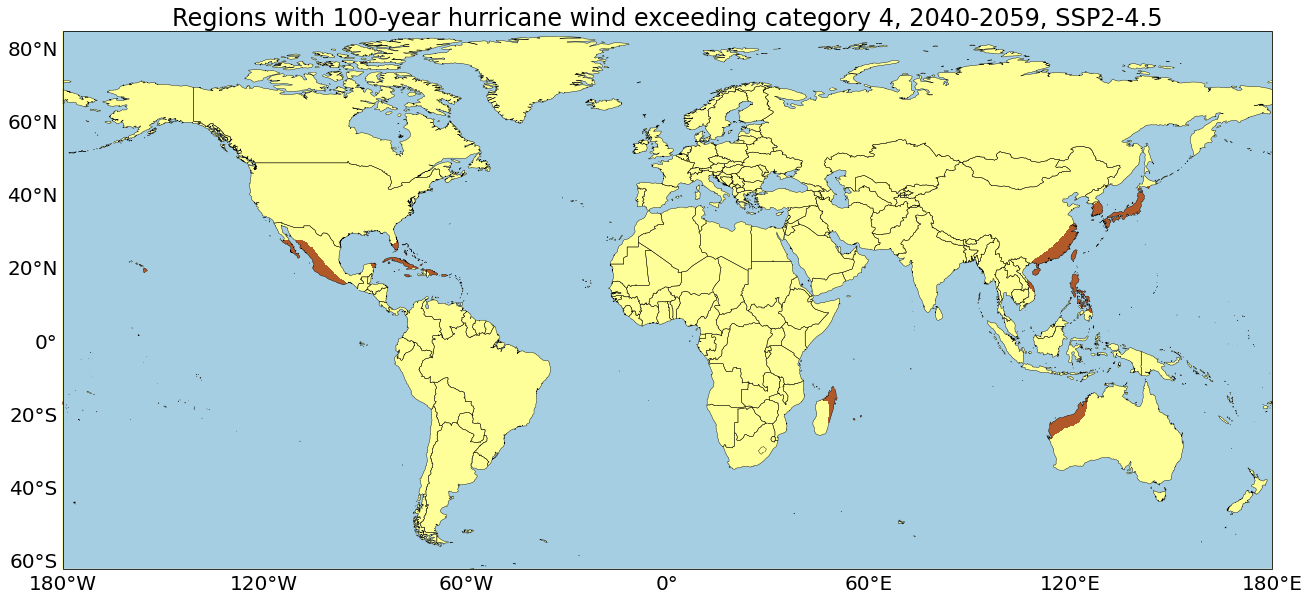 Regions with 100-year hurricane wind exceeding category 4, 2040-2059, SSP2-4.5
80°N
60°N
40°N
20°N
0°
20°S
40°S
60°S
180°W 120°W 60°W 0° 60°E 120°E 180°E